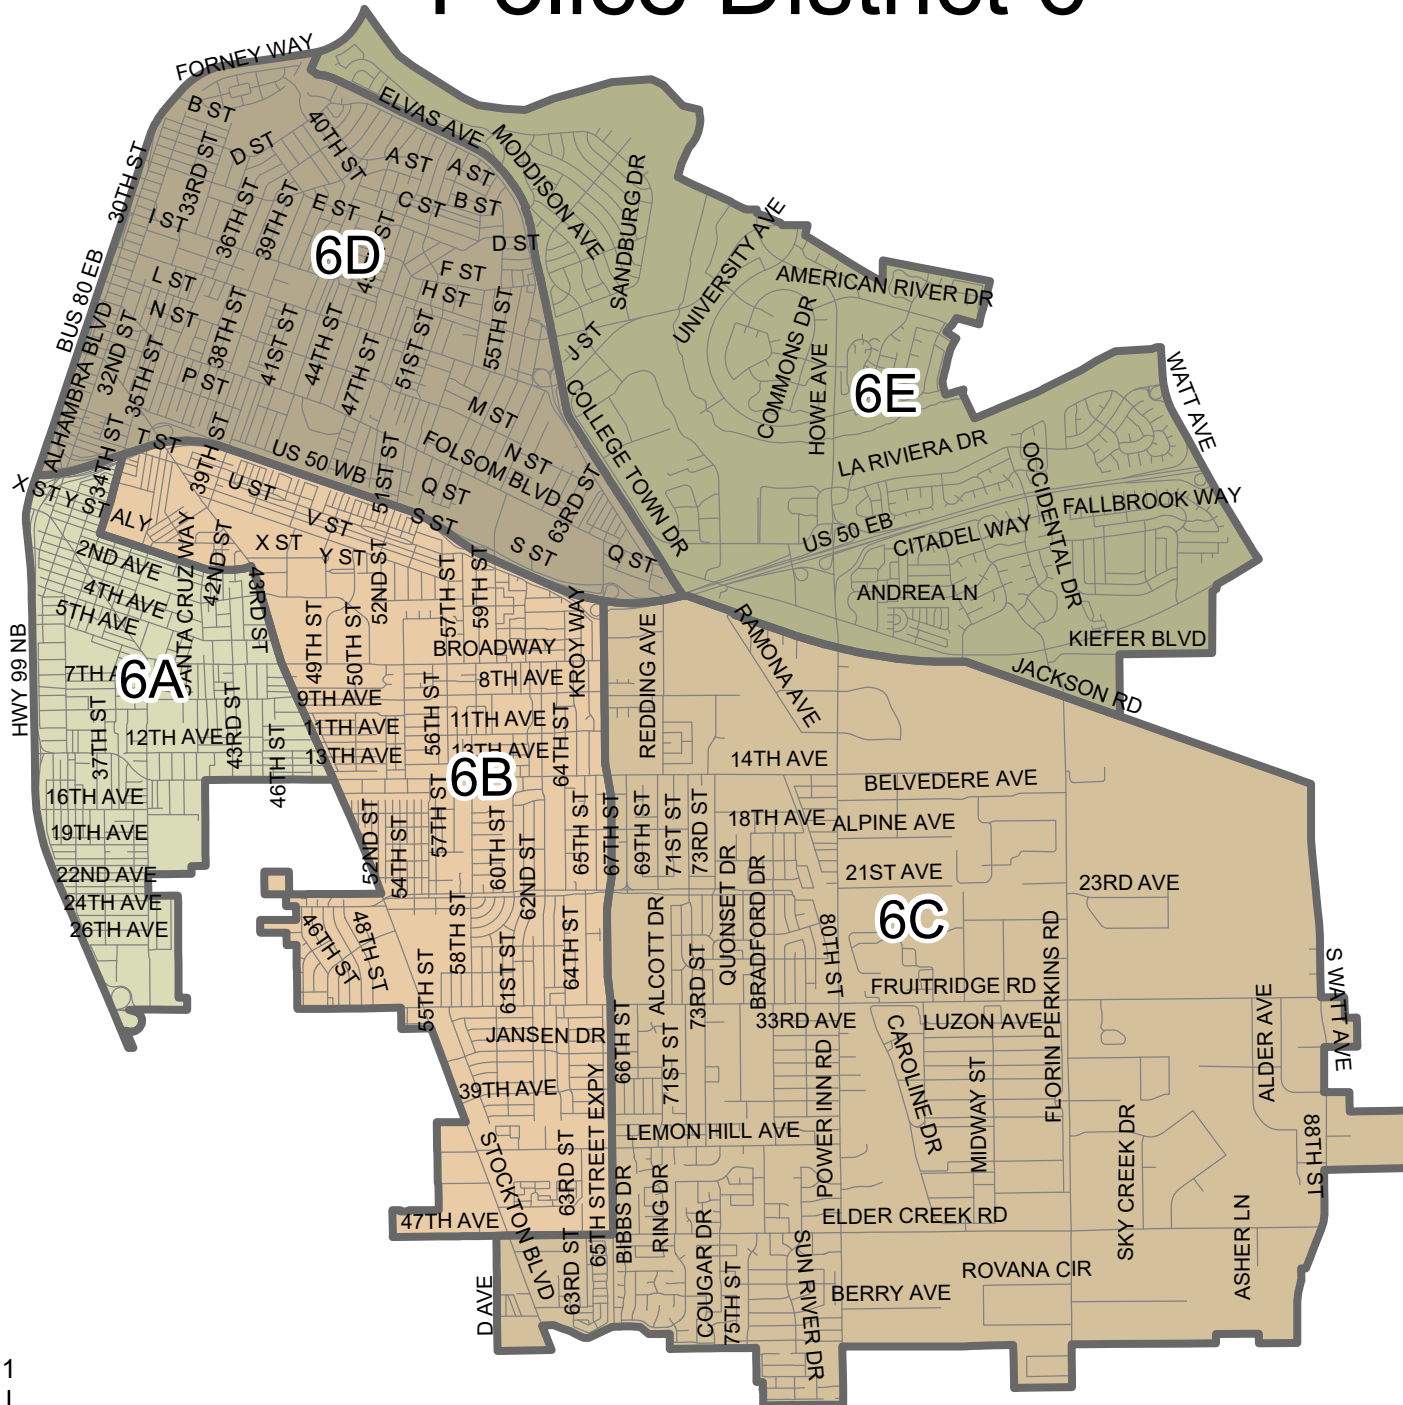 Police District 6
FORNEY WAY
B ST
ELVAS AVE
40TH ST
33RD ST
D ST
A ST
A ST
MODDISON AVE
SANDBURG DR
30TH ST
36TH ST
39TH ST
E ST
C ST
B ST
I ST
UNIVERSITY AVE
6D
D ST
F ST
H ST
AMERICAN RIVER DR
L ST
BUS 80 EB
N ST
ALHAMBRA BLVD
32ND ST
35TH ST
38TH ST
41ST ST
44TH ST
47TH ST
51ST ST
55TH ST
J ST
COMMONS DR
HOWE AVE
6E
WATT AVE
P ST
M ST
COLLEGE TOWN DR
N ST
FOLSOM BLVD
LA RIVIERA DR
OCCIDENTAL DR
34TH ST
T ST
39TH ST
US 50 WB
51ST ST
Q ST
63RD ST
X ST
Y ST
U ST
S ST
FALLBROOK WAY
ALY
V ST
US 50 EB
CITADEL WAY
X ST
Y ST
S ST
Q ST
2ND AVE
SANTA CRUZ WAY
42ND ST
43RD ST
52ND ST
57TH ST
59TH ST
4TH AVE
5TH AVE
ANDREA LN
KROY WAY
49TH ST
50TH ST
REDDING AVE
RAMONA AVE
KIEFER BLVD
BROADWAY
HWY 99 NB
7TH A
6A
8TH AVE
JACKSON RD
9TH AVE
56TH ST
11TH AVE
11TH AVE
64TH ST
37TH ST
12TH AVE
43RD ST
46TH ST
13TH AVE
13TH AVE
14TH AVE
6B
BELVEDERE AVE
16TH AVE
52ND ST
54TH ST
57TH ST
60TH ST
62ND ST
65TH ST
67TH ST
69TH ST
71ST ST
73RD ST
18TH AVE
ALPINE AVE
19TH AVE
22ND AVE
21ST AVE
23RD AVE
QUONSET DR
BRADFORD DR
24TH AVE
26TH AVE
46TH ST
48TH ST
58TH ST
61ST ST
64TH ST
ALCOTT DR
73RD ST
80TH ST
6C
FLORIN PERKINS RD
55TH ST
FRUITRIDGE RD
S WATT AVE
JANSEN DR
66TH ST
71ST ST
33RD AVE
LUZON AVE
ALDER AVE
CAROLINE DR
MIDWAY ST
POWER INN RD
39TH AVE
65TH STREET EXPY
LEMON HILL AVE
88TH ST
STOCKTON BLVD
63RD ST
SKY CREEK DR
47TH AVE
BIBBS DR
RING DR
ELDER CREEK RD
COUGAR DR
ASHER LN
D AVE
63RD ST
75TH ST
SUN RIVER DR
BERRY AVE
ROVANA CIR
1